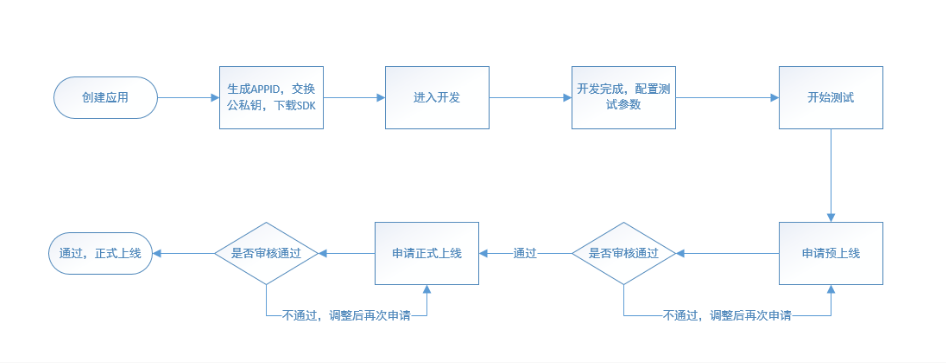 创建应用
生成APPID，交换
公私钥，下载SDK
进入开发
开发完成，配置测
试参数
开始测试
通过，正式上线
是否审核通过
申请正式上线
通过
是否审核通过
申请预上线
不通过，调整后再次申请
不通过，调整后再次申请